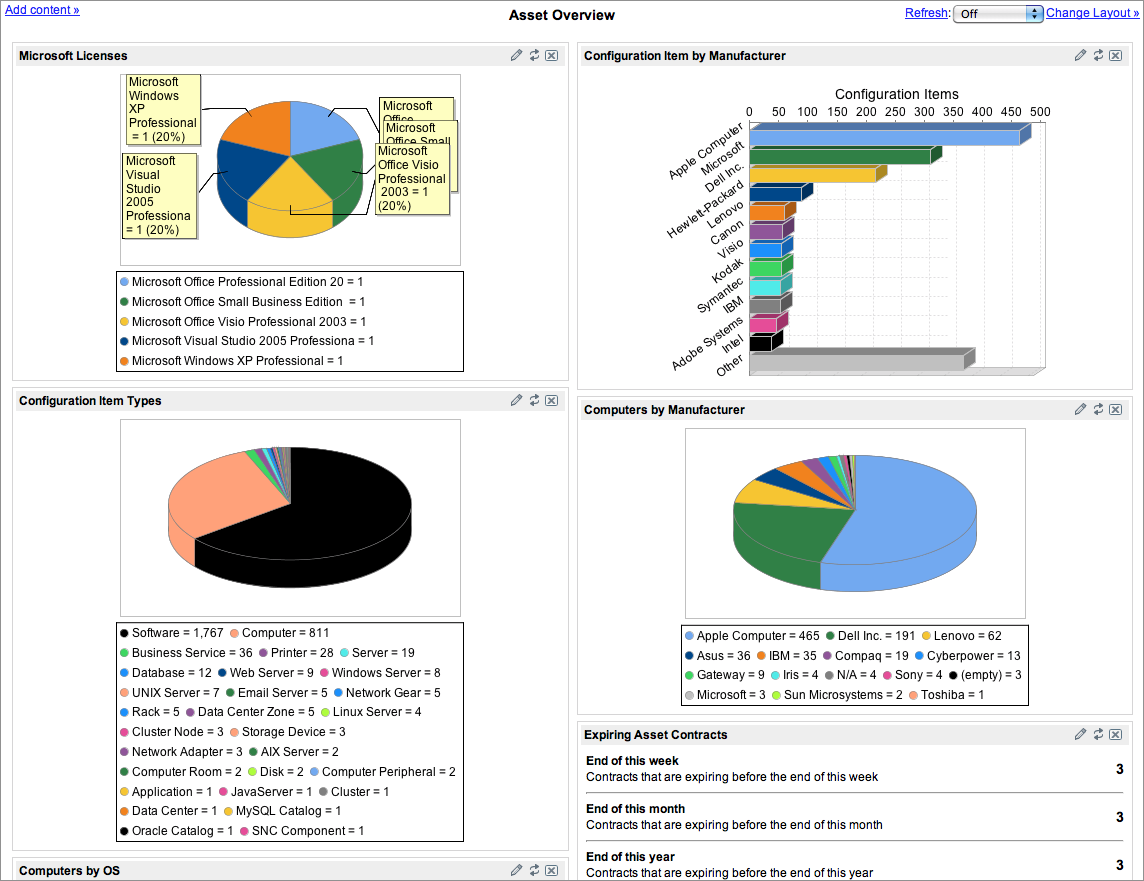 Add content »
Asset Overview
Refresh: Off Change Layout »
Microsoft Licenses
Microsoft
Windows
XP
Professional
= 1 (20%)
Microsoft
Visual
Studio
2005
Professiona
= 1 (20%)
Microsoft
Office
Microsoft
Office Small
Microsoft
Office Visio
Professional
2003 = 1
(20%)
Microsoft Office Professional Edition 20 = 1
Microsoft Office Small Business Edition = 1
Microsoft Office Visio Professional 2003 = 1
Microsoft Visual Studio 2005 Professiona = 1
Microsoft Windows XP Professional = 1
Configuration Item by Manufacturer
Configuration Items
0 50 100 150 200 250 300 350 400 450 500
Apple Computer
Microsoft
Dell Inc.
Hewlett-Packard
Lenovo
Canon
Visio
Kodak
Symantec
IBM
Adobe Systems
Intel
Other
Configuration Item Types
Software = 1,767 Computer = 811
Business Service = 36 Printer = 28 Server = 19
Database = 12 Web Server = 9 Windows Server = 8
UNIX Server = 7 Email Server = 5 Network Gear = 5
Rack = 5 Data Center Zone = 5 Linux Server = 4
Cluster Node = 3 Storage Device = 3
Network Adapter = 3 AIX Server = 2
Computer Room = 2 Disk = 2 Computer Peripheral = 2
Application = 1 JavaServer = 1 Cluster = 1
Data Center = 1 MySQL Catalog = 1
Oracle Catalog = 1 SNC Component = 1
Computers by Manufacturer
Apple Computer = 465 Dell Inc. = 191 Lenovo = 62
Asus = 36 IBM = 35 Compaq = 19 Cyberpower = 13
Gateway = 9 Iris = 4 N/A = 4 Sony = 4 (empty) = 3
Microsoft = 3 Sun Microsystems = 2 Toshiba = 1
Expiring Asset Contracts
End of this week
Contracts that are expiring before the end of this week
3
End of this month
Contracts that are expiring before the end of this month
3
End of this year
Contracts that are expiring before the end of this year
3
Computers by OS